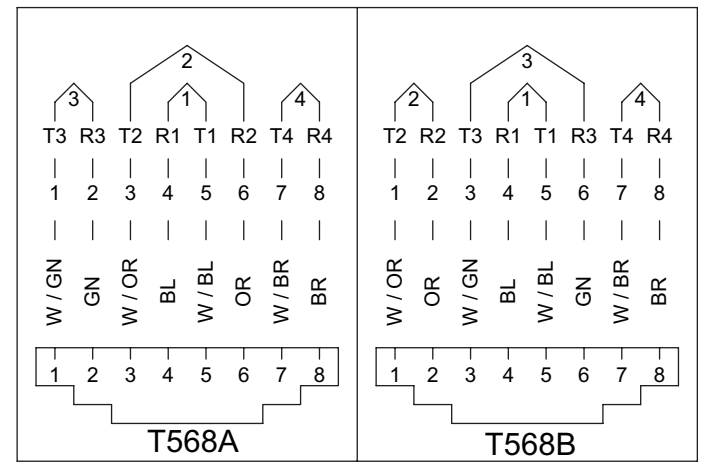 2 3
3 1 4 2 1 4
T3 R3 T2 R1 T1 R2 T4 R4 T2 R2 T3 R1 T1 R3 T4 R4
1 2 3 4 5 6 7 8 1 2 3 4 5 6 7 8
W / GN GN W / OR BL W / BL OR W / BR BR W / OR OR W / GN BL W / BL GN W / BR BR
1 2 3 4 5 6 7 8 1 2 3 4 5 6 7 8
T568A T568B